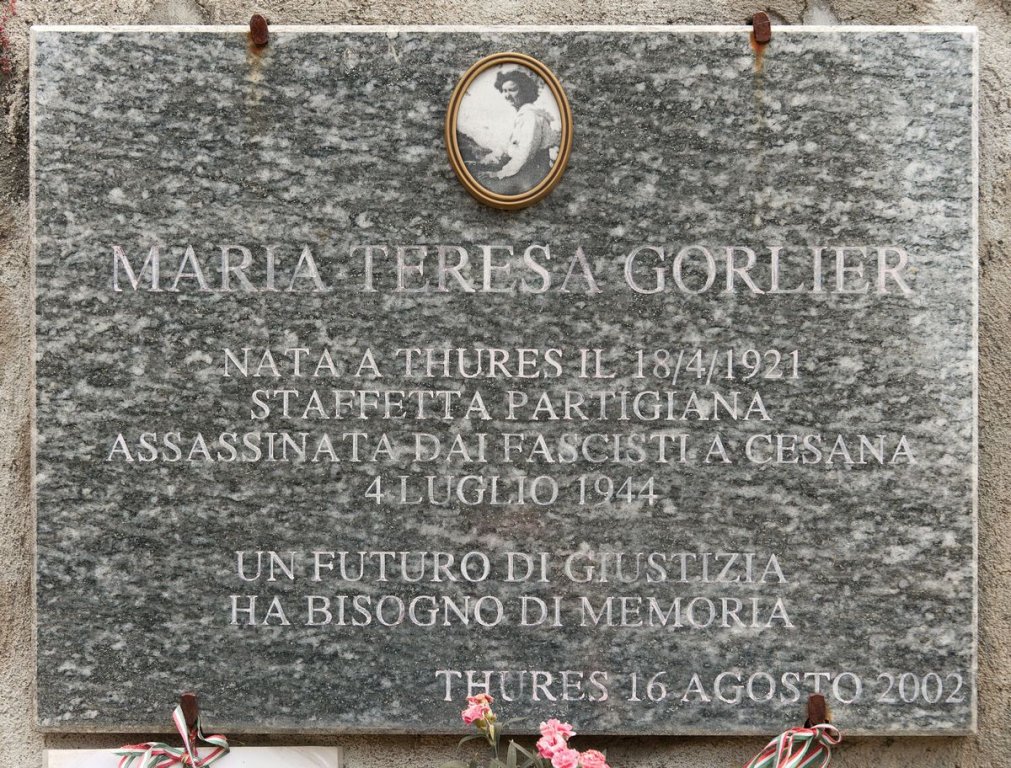 MARIA TERESA GORLIER
NATA A THURES IL 18/4/1921
STAFFETTA PARTIGIANA
ASSASSINATA DAI FASCISTI A CESANA
4 LUGLIO 1944
UN FUTURO DI GIUSTIZIA
HA BISOGNO DI MEMORIA
THURES 16 AGOSTO 2002